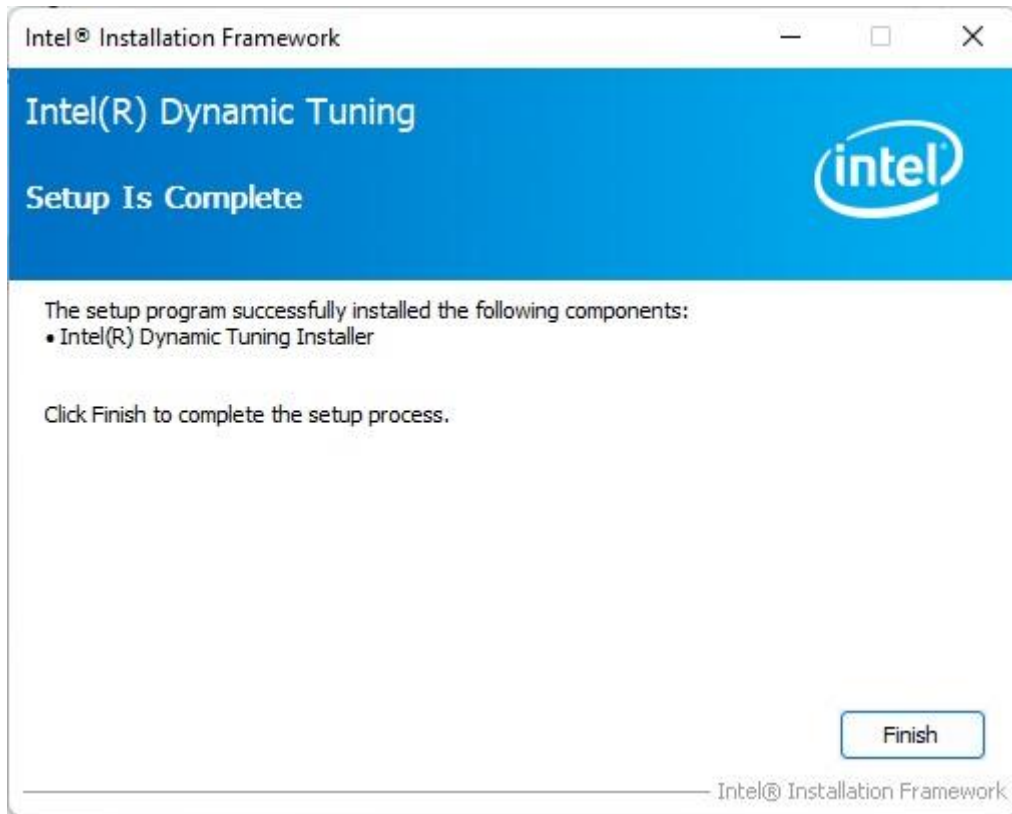 Intel® Installation Framework
Intel(R) Dynamic Tuning
Setup Is Complete
intel
The setup program successfully installed the following components:
• Intel(R) Dynamic Tuning Installer
Click Finish to complete the setup process.
Finish
Intel® Installation Framework